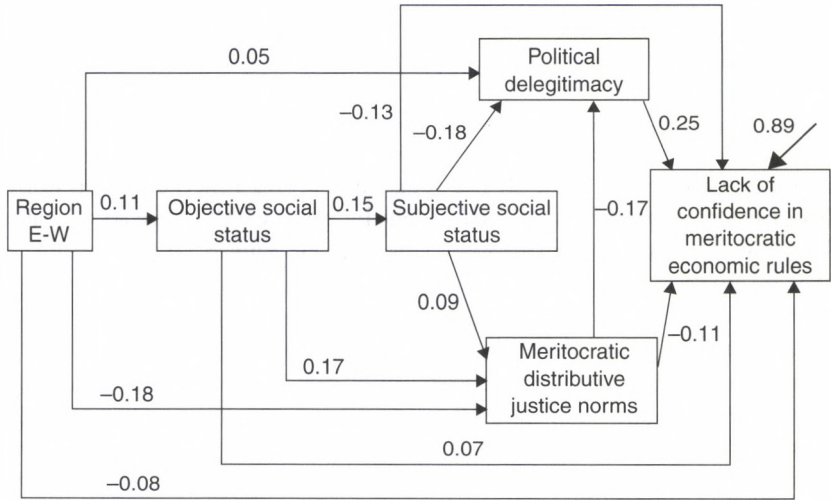 Political
delegitimacy
0.05
−0.13
−0.18
0.25
0.89
Region
E-W
0.11
Objective social
status
0.15
Subjective social
status
−0.17
Lack of
confidence in
meritocratic
economic rules
0.09
−0.11
Meritocratic
distributive
justice norms
0.17
−0.18
0.07
−0.08